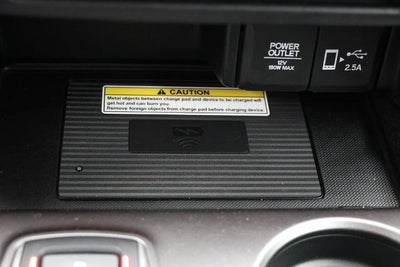 POWER
OUTLET
12V
180W MAX
2.5A
CAUTION
Metal objects between charge pad and device to be charged will
get hot and can burn you.
Remove foreign objects from charge pad before charging device.